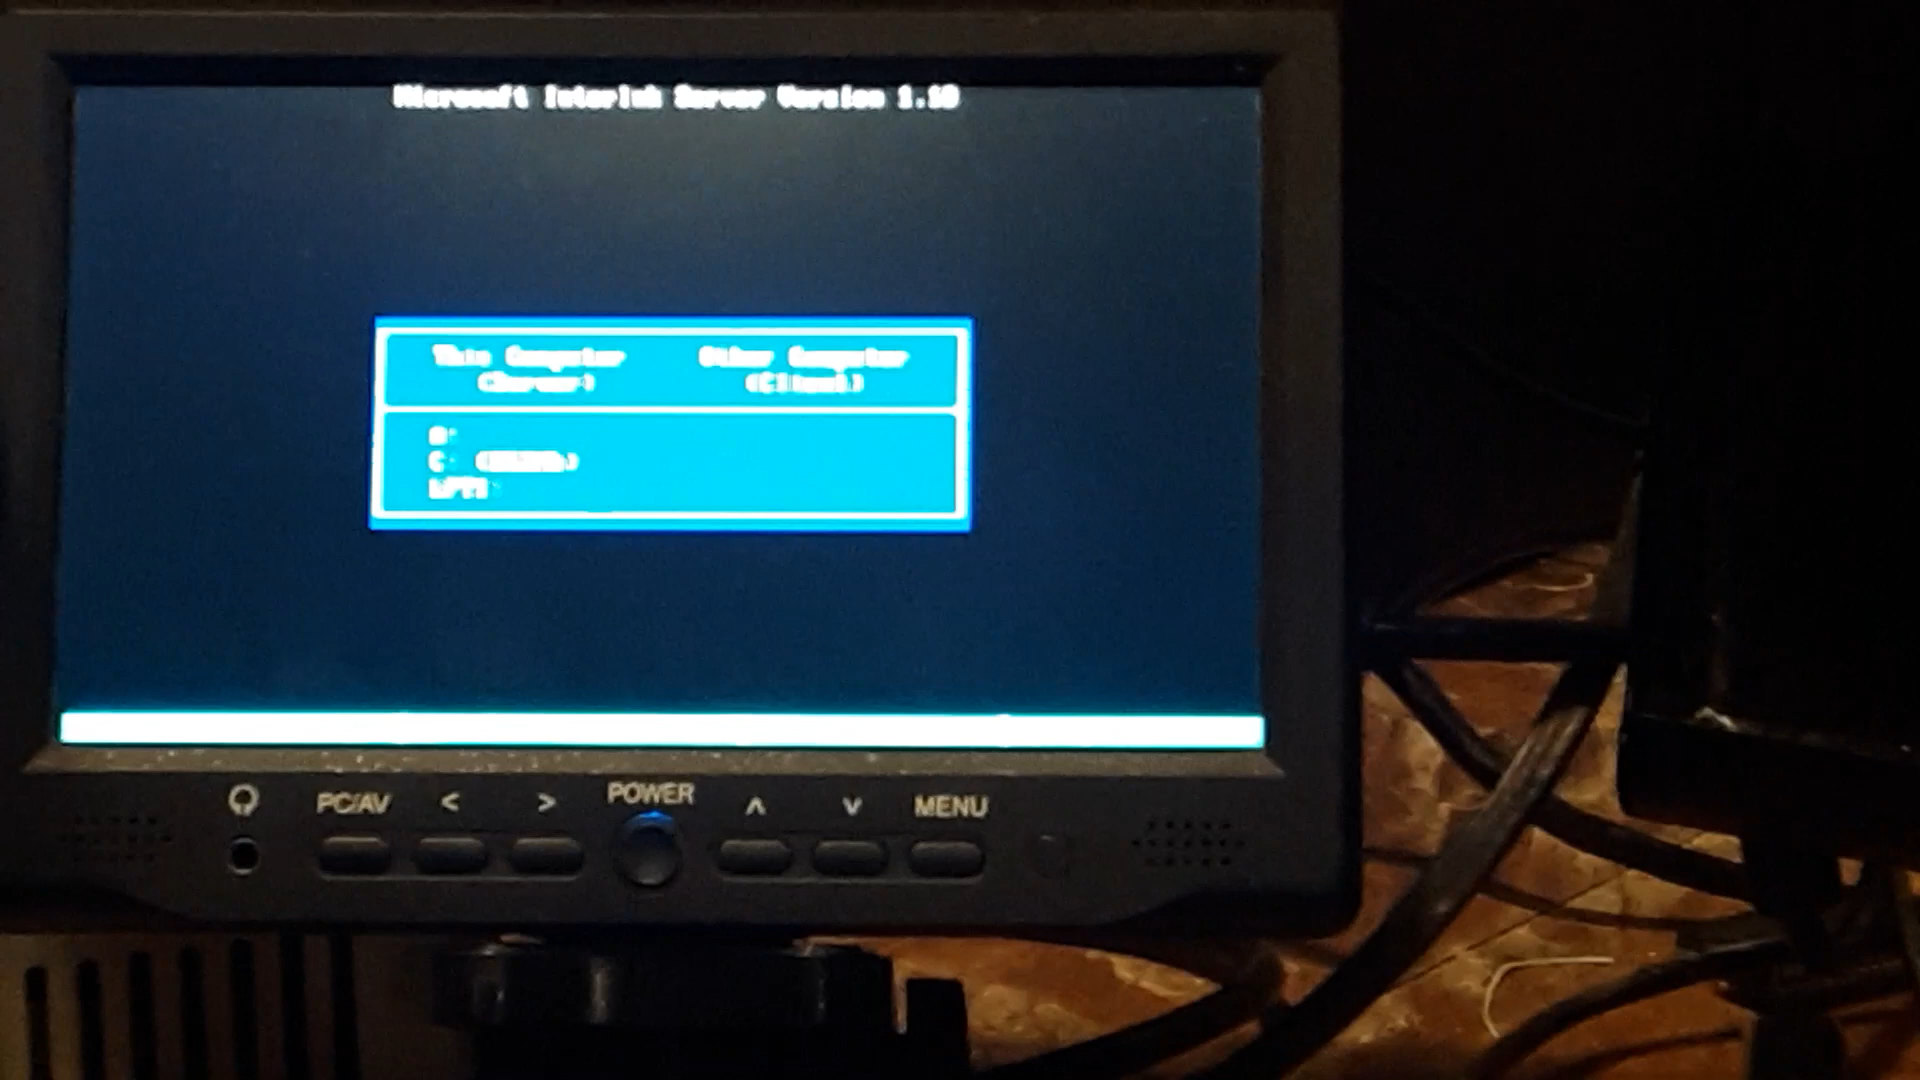 Microsoft Interlnk Server Version 1.10
This Computer Other Computer
(Server) (Client)
A:
C:
LPT1:
PC/AV < > POWER ∧ ∨ MENU